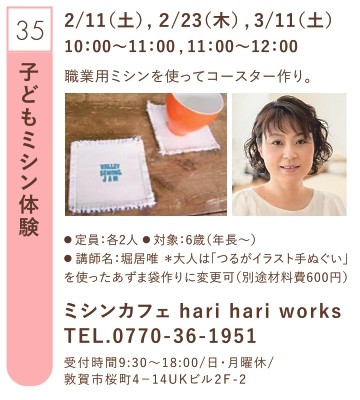 35
子どもミシン体験
2/11（土）, 2/23（木）, 3/11（土）
10:00〜11:00, 11:00〜12:00
職業用ミシンを使ってコースター作り。
VALLEY
SEWING
JAM
●定員：各2人 ●対象：6歳（年長〜）
●講師名：堀居唯 ＊大人は「つるがイラスト手ぬぐい」
を使ったあずま袋作りに変更可（別途材料費600円）
ミシンカフェ hari hari works
TEL.0770-36-1951
受付時間9:30〜18:00/日・月曜休/
敦賀市桜町4−14UKビル2F-2